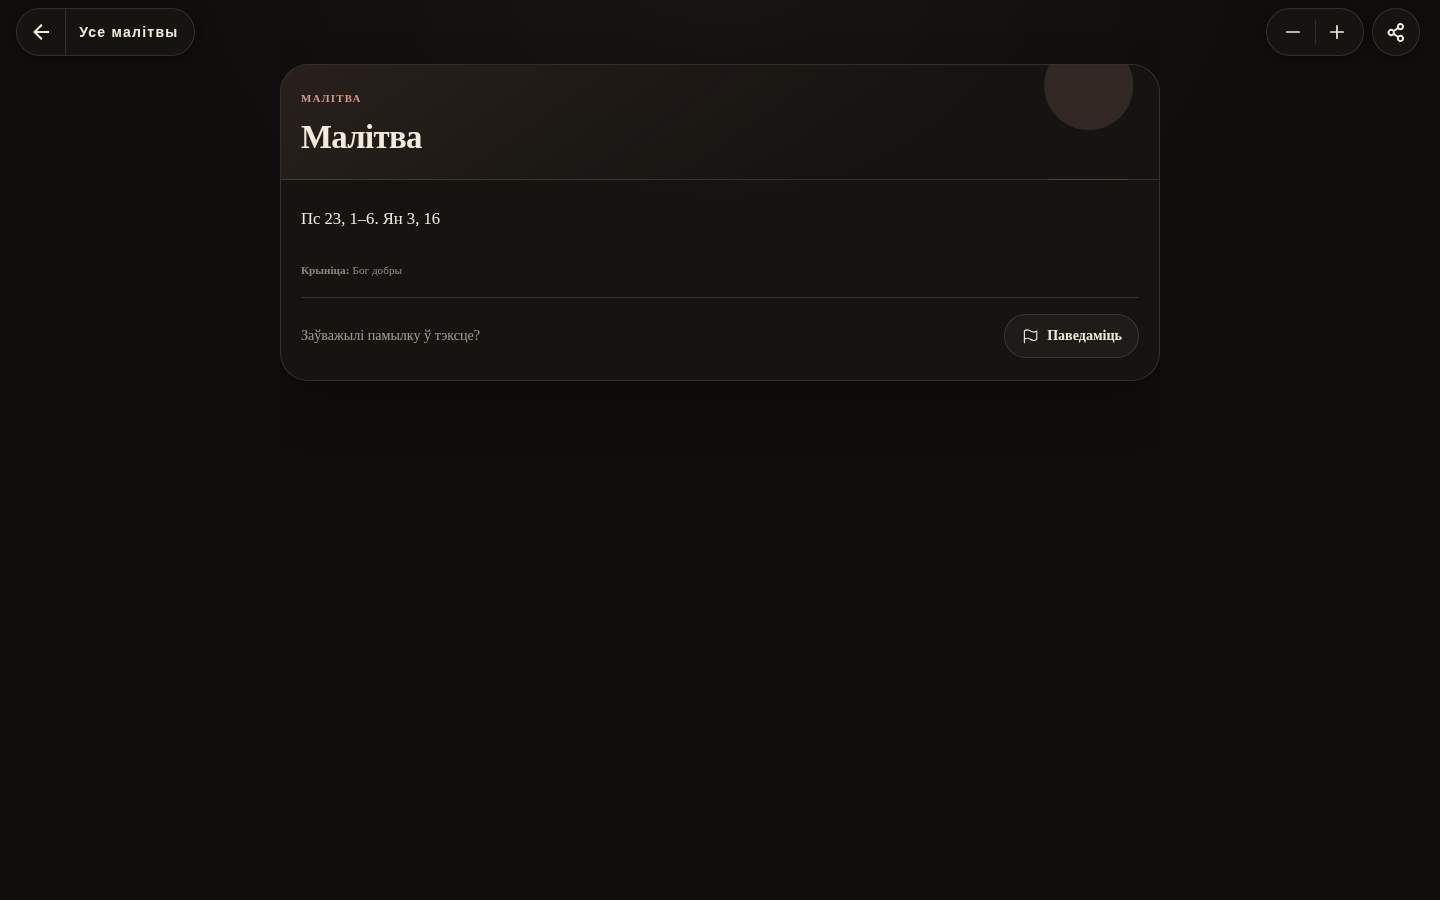 Усе малітвы
МАЛІТВА
Малітва
Пс 23, 1–6. Ян 3, 16
Крыніца: Бог добры
Заўважылі памылку ў тэксце?
Паведаміць